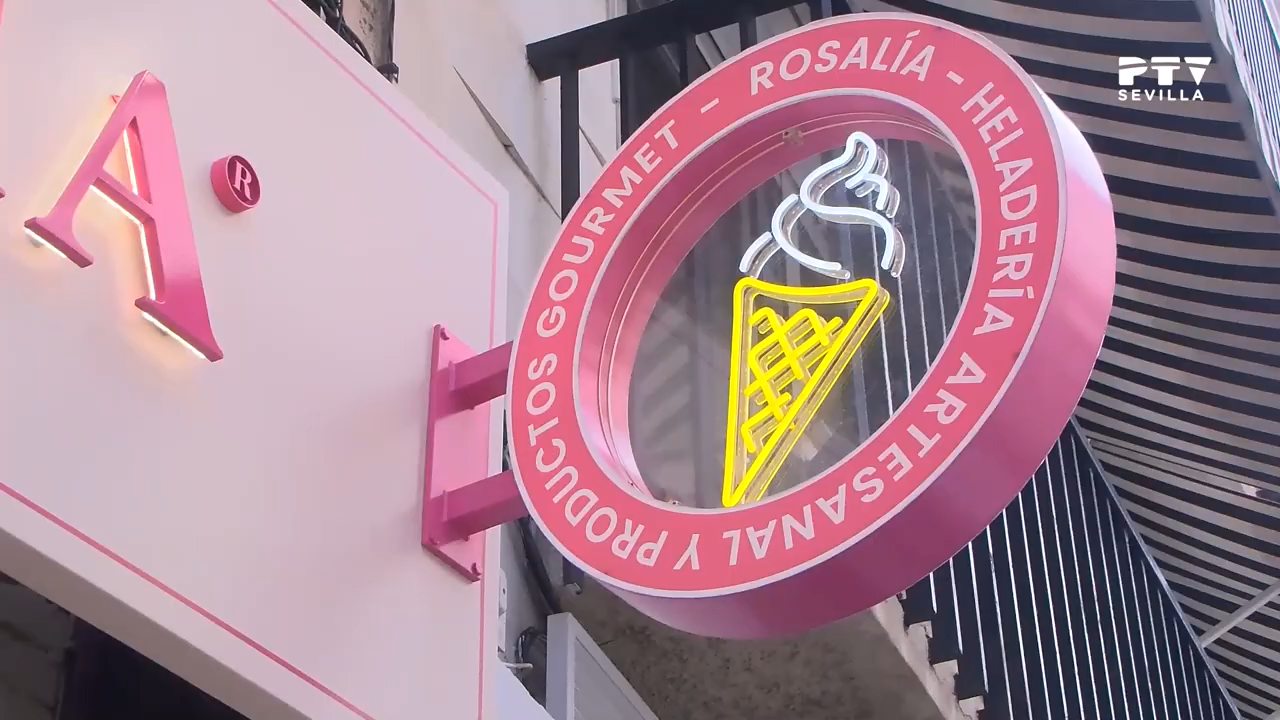 A ®
ROSALÍA - HELADERÍA ARTESANAL Y PRODUCTOS GOURMET -
PTV
SEVILLA